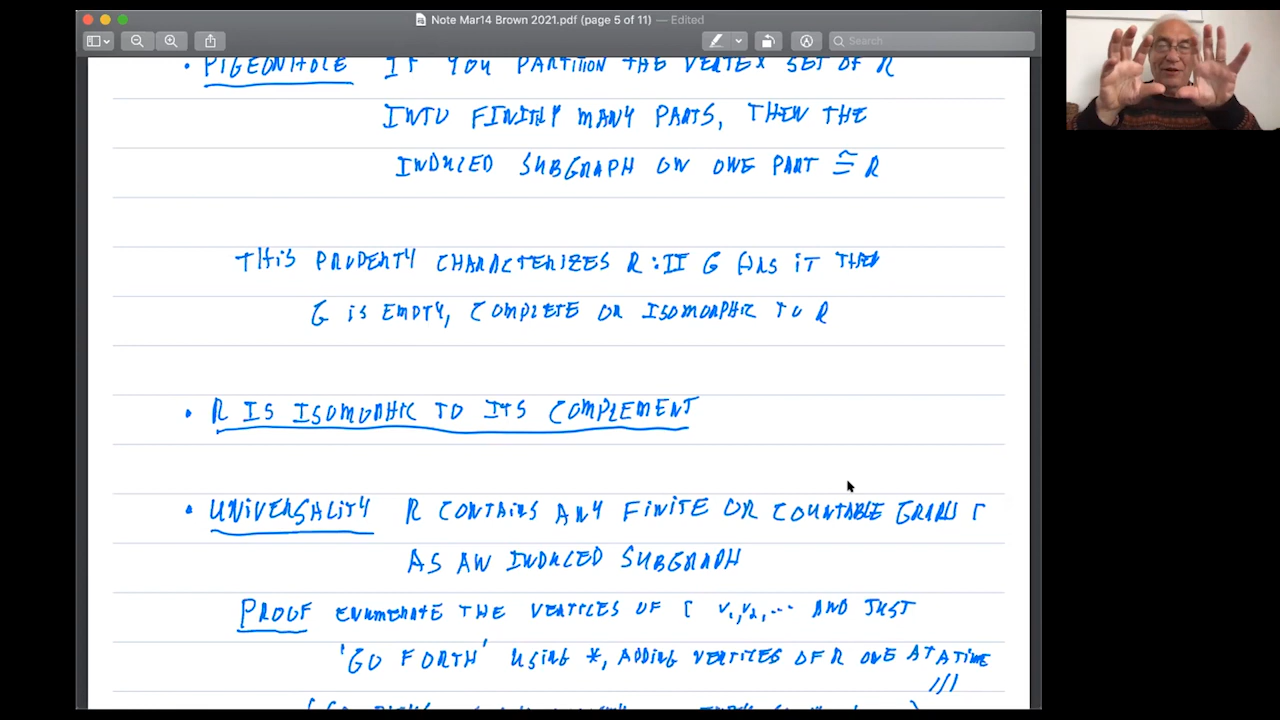 Note Mar14 Brown 2021.pdf (page 5 of 11) — Edited
Search
• PIGEONHOLE IF YOU PARTITION THE VERTEX SET OF R
INTO FINITLY MANY PARTS, THEN THE
INDUCED SUBGRAPH ON ONE PART ≅ R
THIS PROPERTY CHARACTERIZES R : IF G HAS IT THEN
G IS EMPTY, COMPLETE OR ISOMORPHIC TO R
• R IS ISOMORPHIC TO ITS COMPLEMENT
• UNIVERSALITY R CONTAINS ANY FINITE OR COUNTABLE GRAPH Γ
AS AN INDUCED SUBGRAPH
PROOF ENUMERATE THE VERTICES OF Γ v1, v2, ... AND JUST
'GO FORTH' USING *, ADDING VERTICES OF R ONE AT A TIME
///